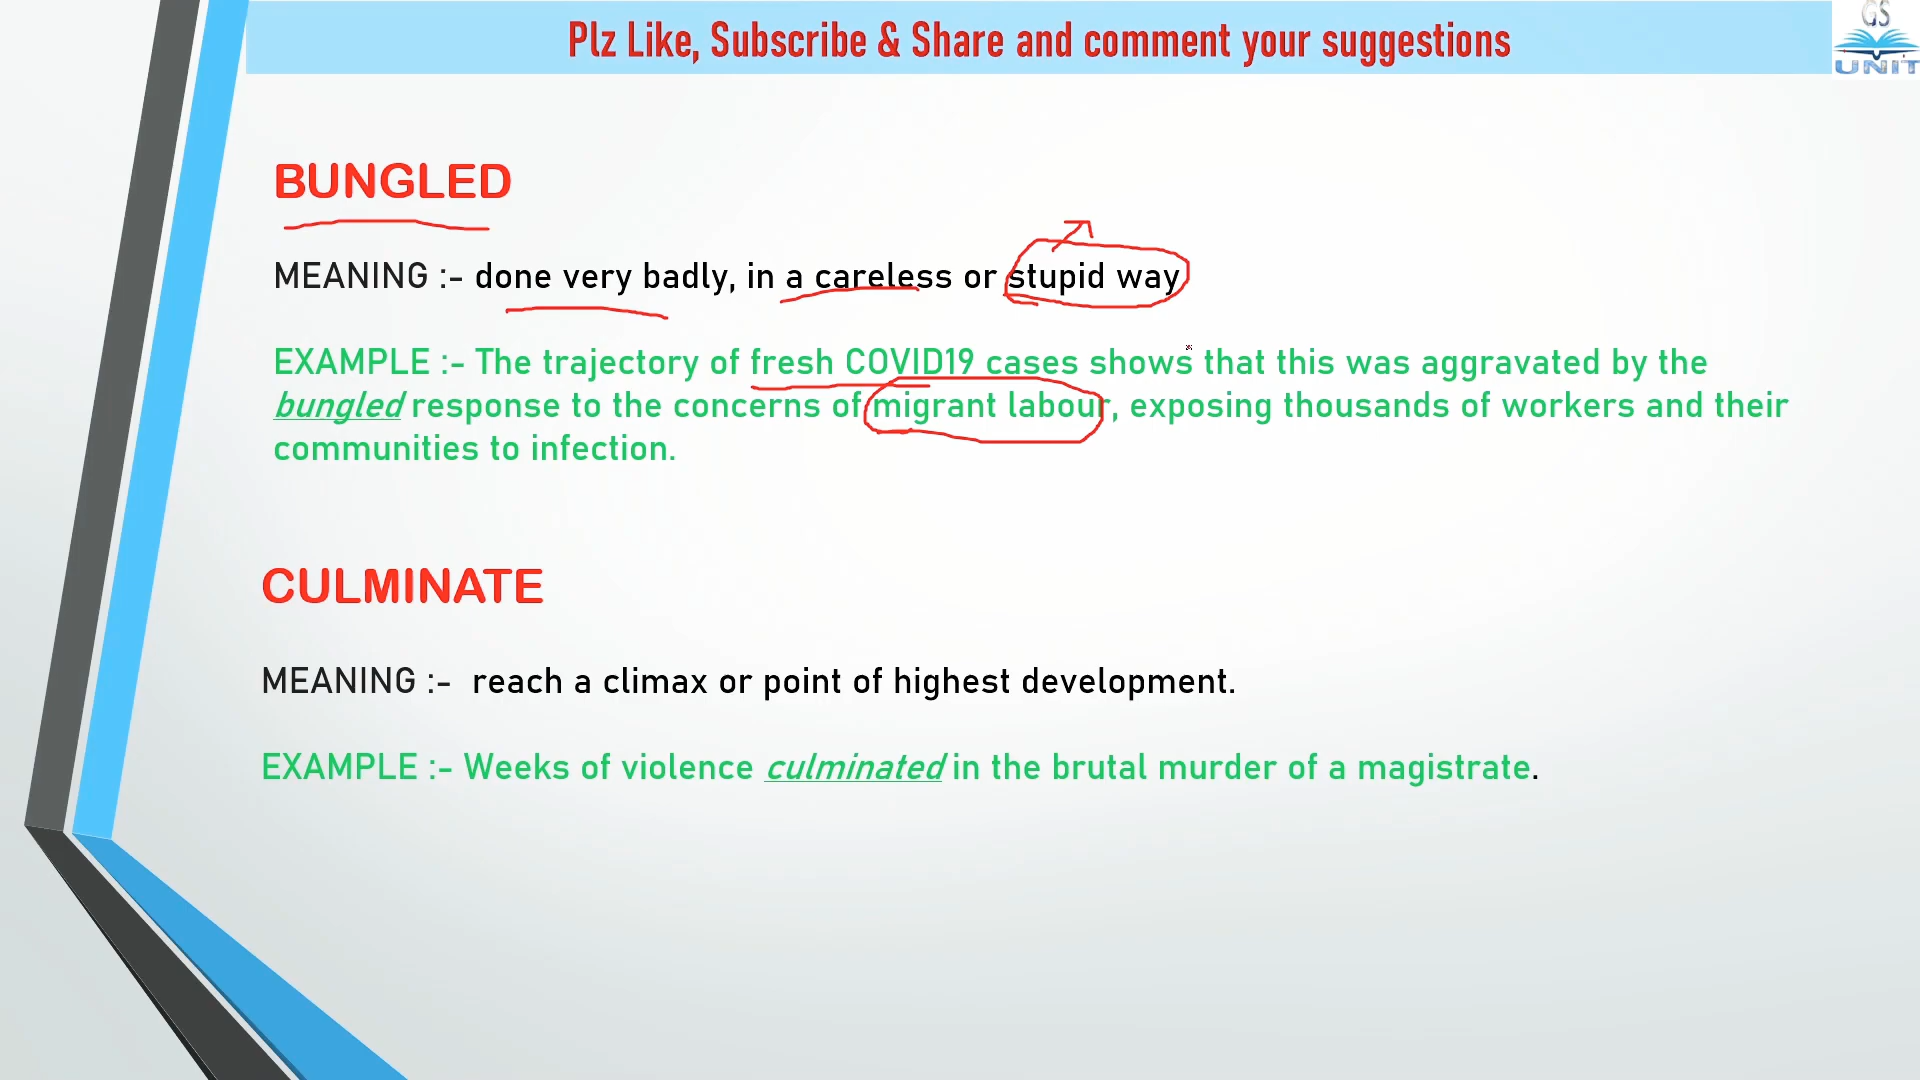 Plz Like, Subscribe & Share and comment your suggestions
GS
UNIT
BUNGLED
MEANING :- done very badly, in a careless or stupid way
EXAMPLE :- The trajectory of fresh COVID19 cases shows that this was aggravated by the
bungled response to the concerns of migrant labour, exposing thousands of workers and their
communities to infection.
CULMINATE
MEANING :- reach a climax or point of highest development.
EXAMPLE :- Weeks of violence culminated in the brutal murder of a magistrate.